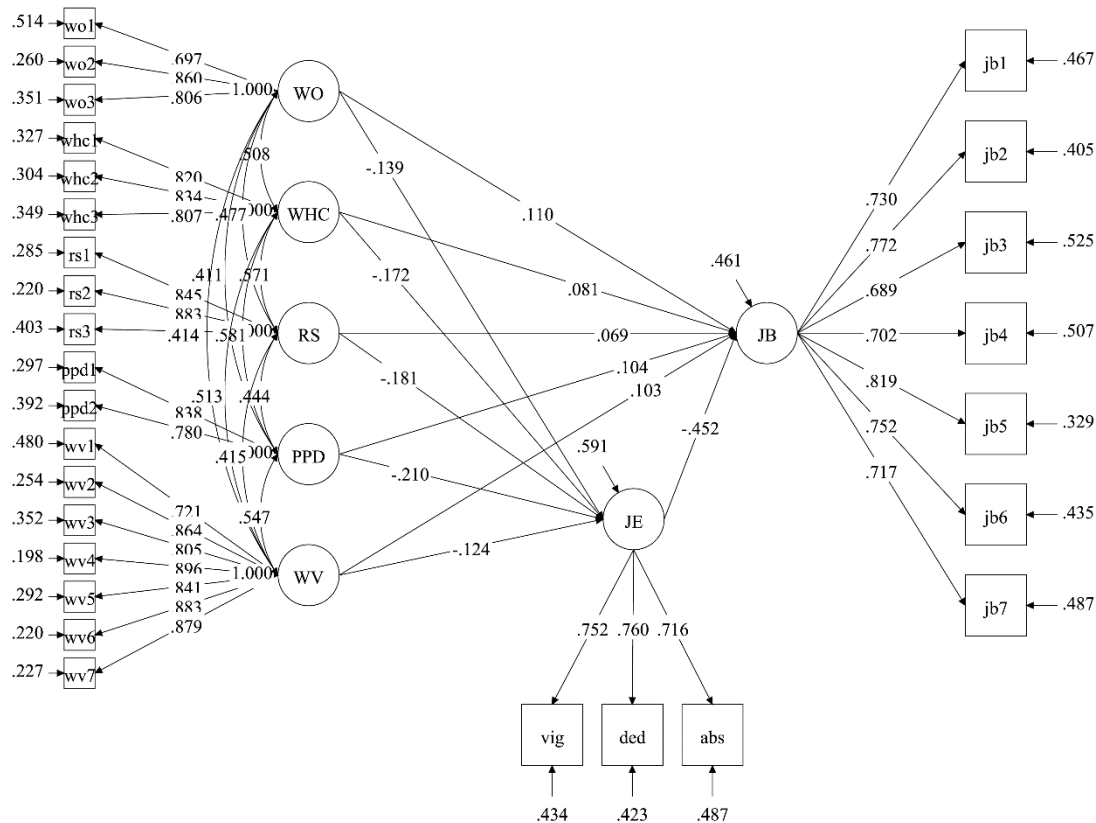 .514 wo1
.260 wo2
.351 wo3
.327 whc1
.304 whc2
.349 whc3
.285 rs1
.220 rs2
.403 rs3
.297 ppd1
.392 ppd2
.480 wv1
.254 wv2
.352 wv3
.198 wv4
.292 wv5
.220 wv6
.227 wv7
.697
.860
.806
.820
.834
.807
.845
.883
.838
.780
.721
.864
.805
.896
.841
.883
.879
1.000
1.000
.508
.477
.411
.571
.414
.581
.513
.444
.415
.547
WO
WHC
RS
PPD
WV
-.139
.110
-.172
.081
.069
-.181
.104
.103
-.210
-.452
-.124
.461
JB
.591
JE
.730
.772
.689
.702
.819
.752
.717
jb1 .467
jb2 .405
jb3 .525
jb4 .507
jb5 .329
jb6 .435
jb7 .487
.752 .760 .716
vig ded abs
.434 .423 .487